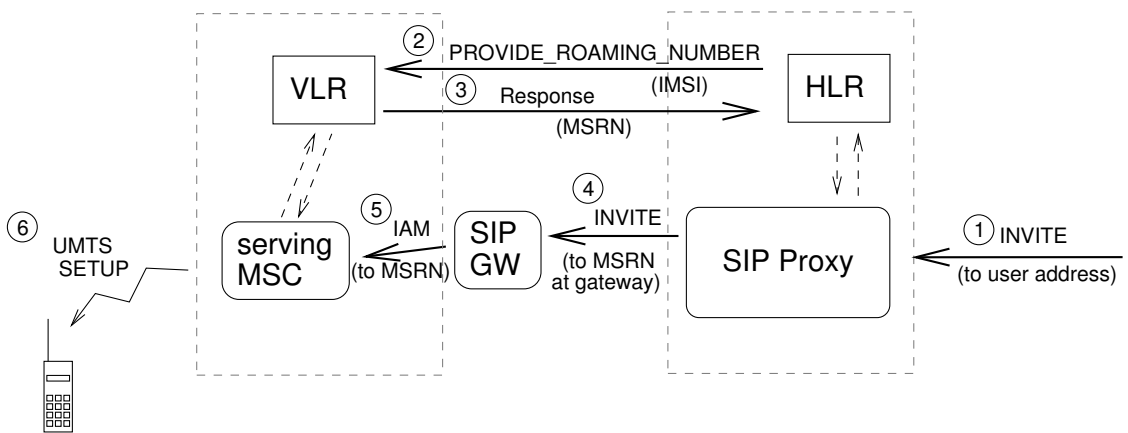 2
PROVIDE_ROAMING_NUMBER
(IMSI)
VLR
HLR
3
Response
(MSRN)
6
UMTS
SETUP
serving
MSC
5
IAM
(to MSRN)
SIP
GW
4
INVITE
(to MSRN
at gateway)
SIP Proxy
1
INVITE
(to user address)